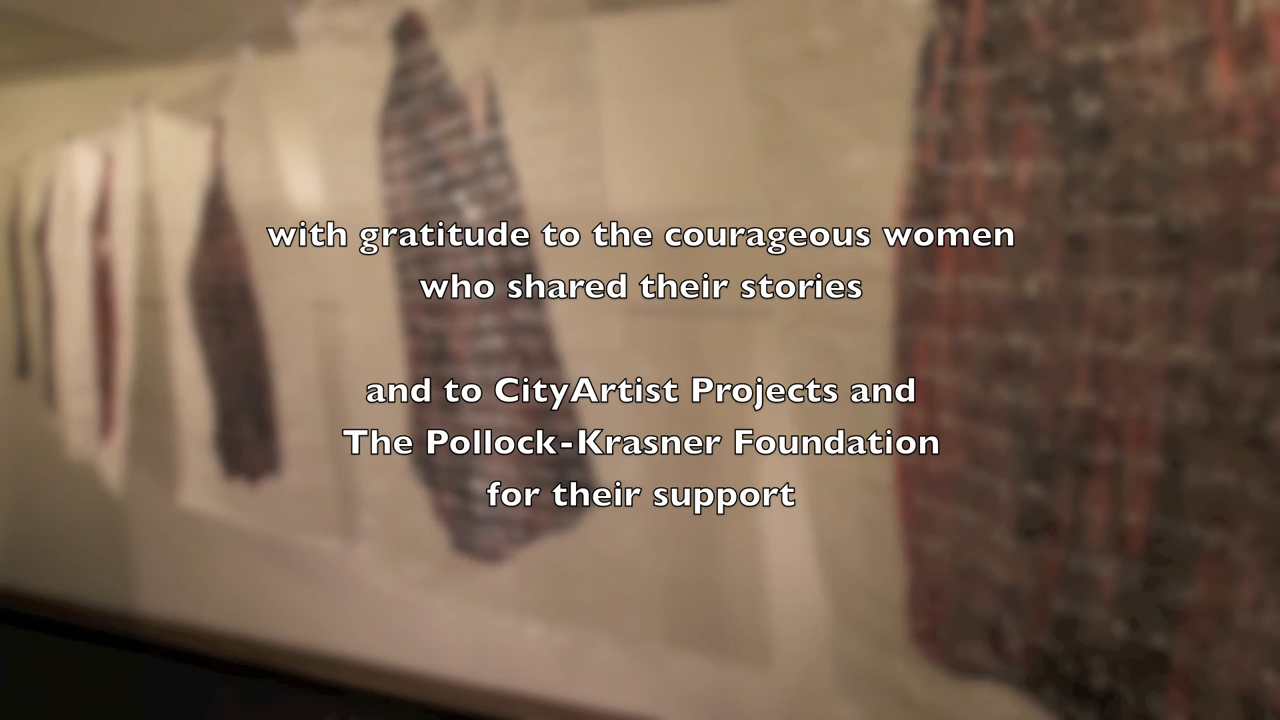 with gratitude to the courageous women
who shared their stories
and to CityArtist Projects and
The Pollock-Krasner Foundation
for their support